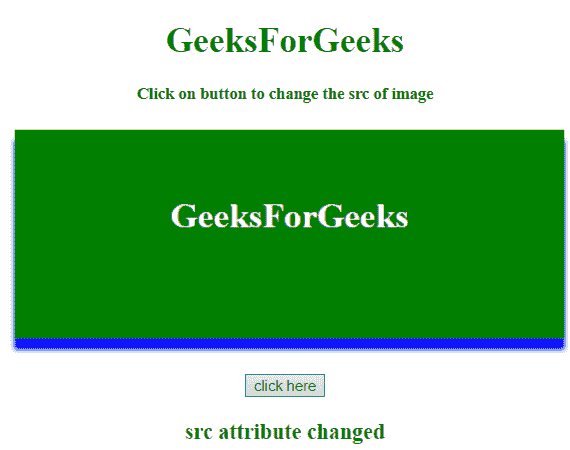 GeeksForGeeks
Click on button to change the src of image
GeeksForGeeks
click here
src attribute changed